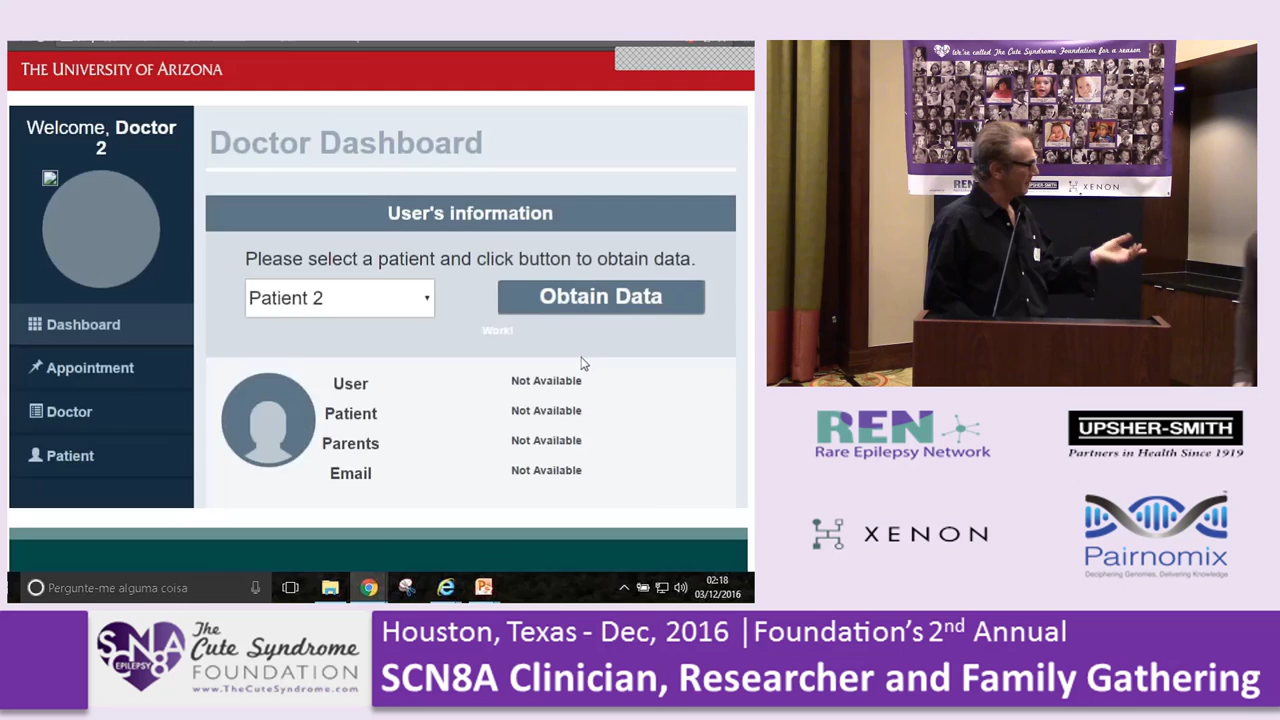 THE UNIVERSITY OF ARIZONA
Welcome, Doctor
2
Dashboard
Appointment
Doctor
Patient
Doctor Dashboard
User's information
Please select a patient and click button to obtain data.
Patient 2
Obtain Data
Work!
User
Not Available
Patient
Not Available
Parents
Not Available
Email
Not Available
Pergunte-me alguma coisa
02:18
03/12/2016
We're called The Cute Syndrome Foundation for a reason
REN
UPSHER-SMITH
XENON
REN
Rare Epilepsy Network
UPSHER-SMITH
Partners in Health Since 1919
XENON
Pairnomix
Deciphering Genomes, Delivering Knowledge
SCN8A
EPILEPSY
The
Cute Syndrome
FOUNDATION
www.TheCuteSyndrome.com
Houston, Texas - Dec, 2016 | Foundation's 2nd Annual
SCN8A Clinician, Researcher and Family Gathering